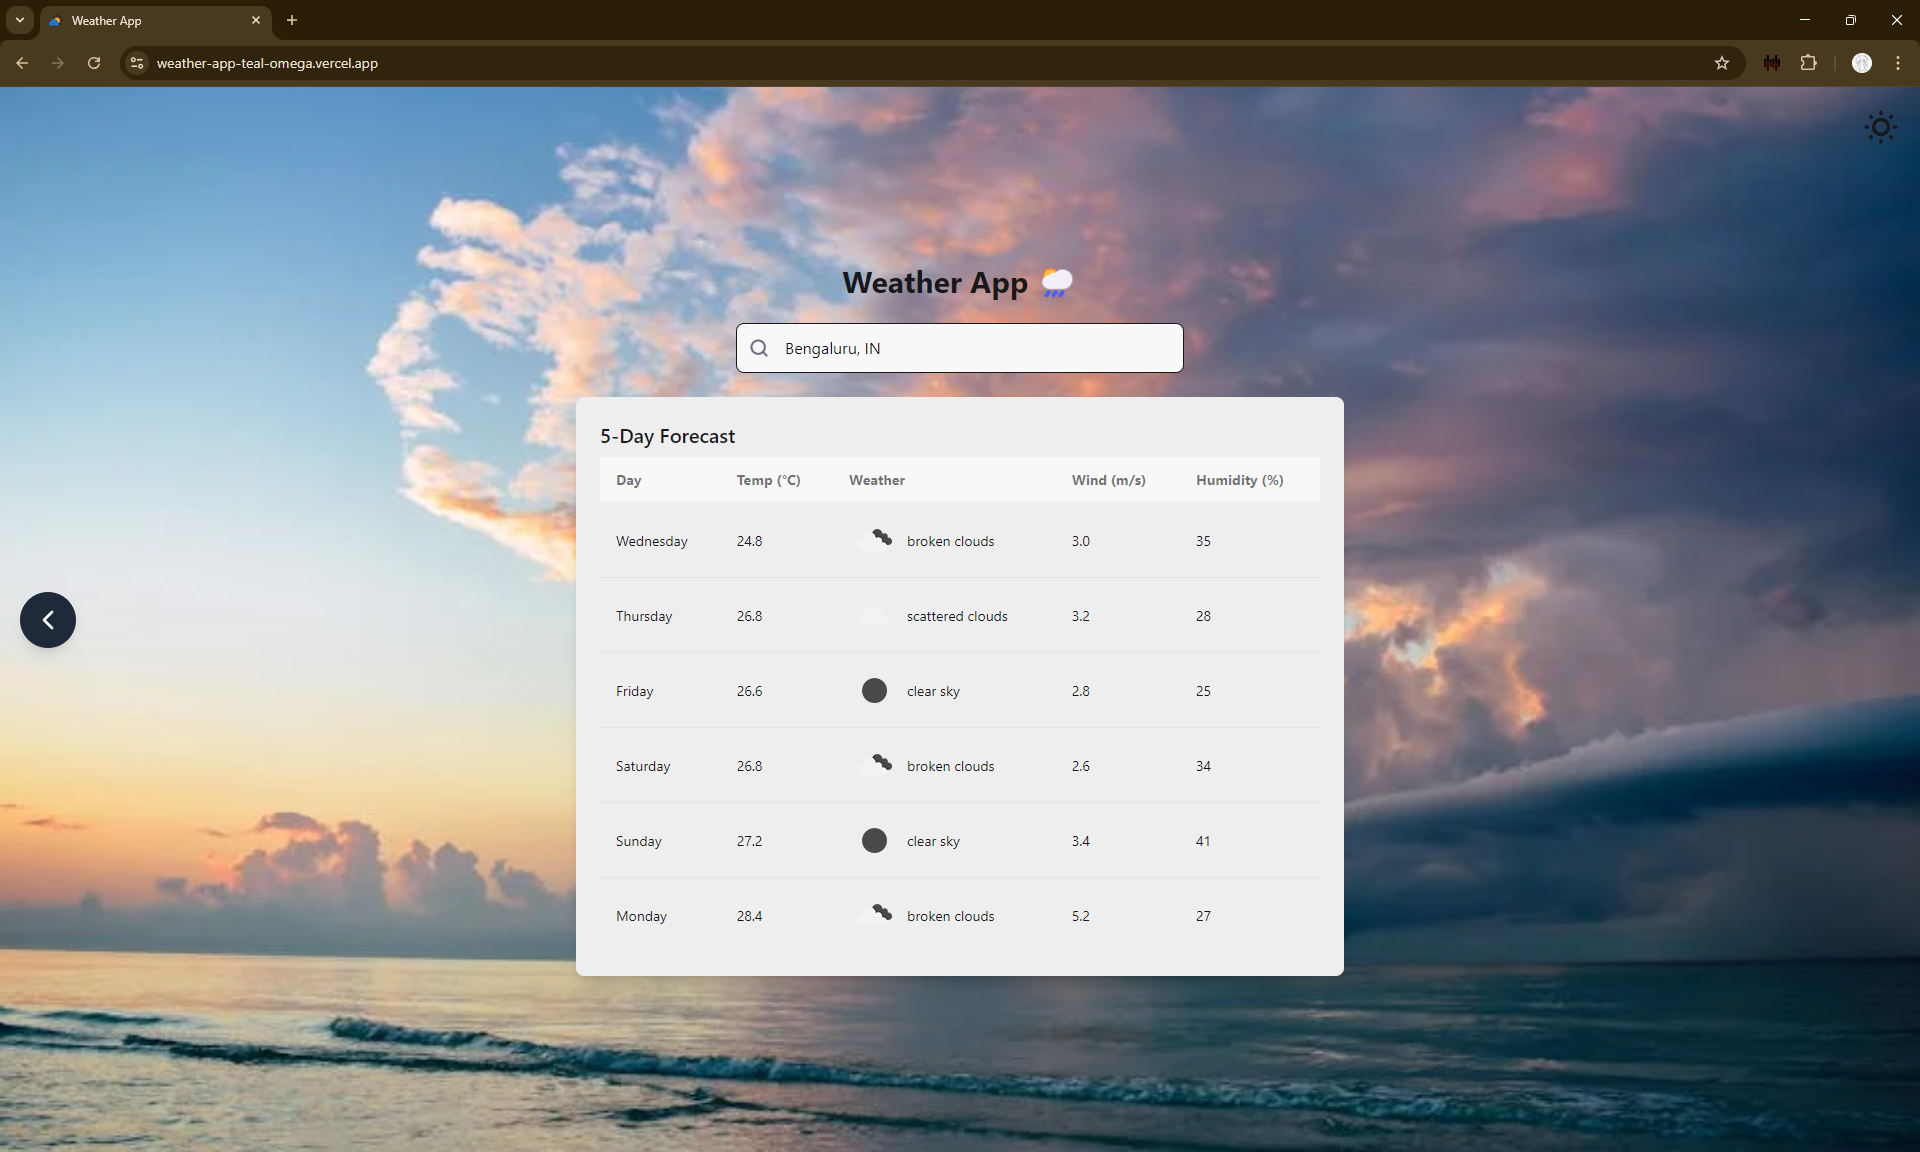 Weather App
weather-app-teal-omega.vercel.app
Weather App
Bengaluru, IN
5-Day Forecast
Day Temp (°C) Weather Wind (m/s) Humidity (%)
Wednesday 24.8 broken clouds 3.0 35
Thursday 26.8 scattered clouds 3.2 28
Friday 26.6 clear sky 2.8 25
Saturday 26.8 broken clouds 2.6 34
Sunday 27.2 clear sky 3.4 41
Monday 28.4 broken clouds 5.2 27